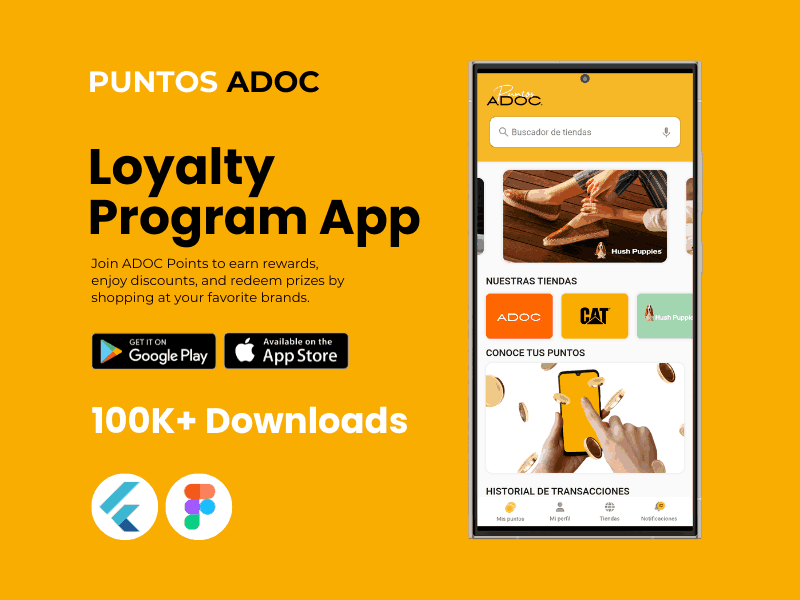 PUNTOS ADOC
Loyalty
Program App
Join ADOC Points to earn rewards,
enjoy discounts, and redeem prizes by
shopping at your favorite brands.
GET IT ON
Google Play
Available on the
App Store
100K+ Downloads
Puntos
ADOC
Buscador de tiendas
Hush Puppies
NUESTRAS TIENDAS
ADOC
CAT
Hush Puppie
CONOCE TUS PUNTOS
HISTORIAL DE TRANSACCIONES
Mis puntos
Mi perfil
Tiendas
Notificaciones